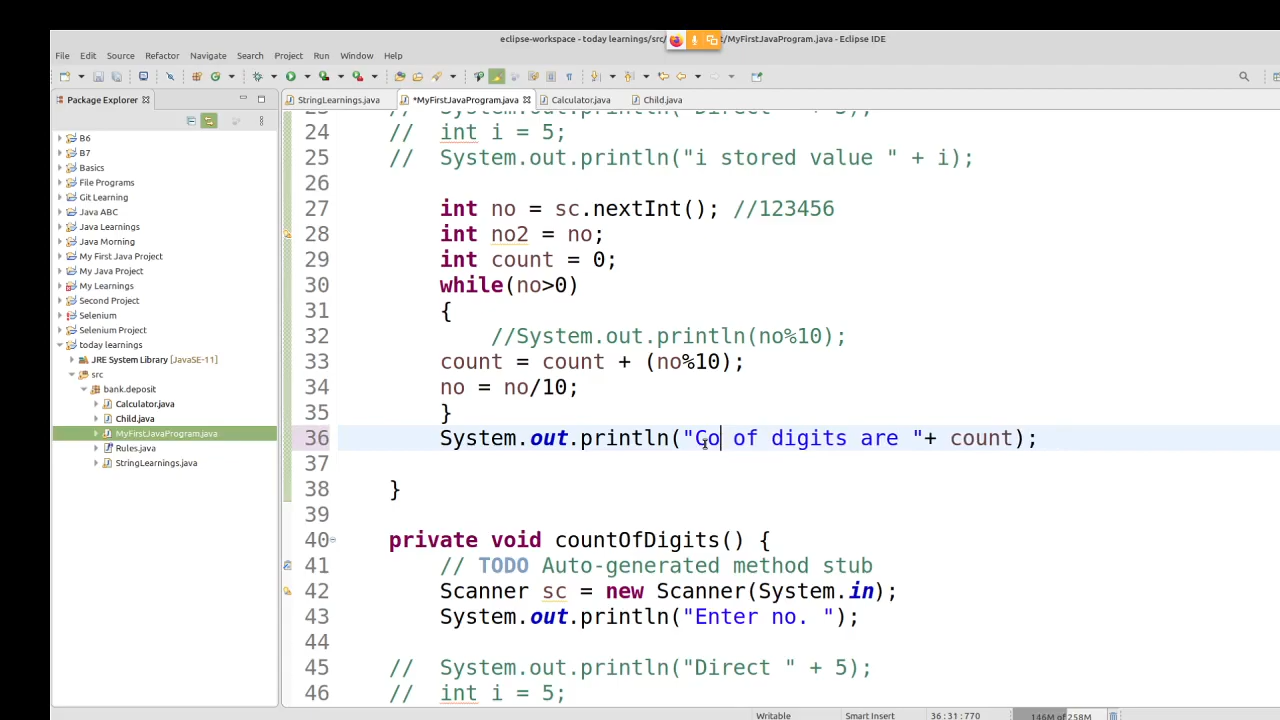 eclipse-workspace - today learnings/src/ t/MyFirstJavaProgram.java - Eclipse IDE
File Edit Source Refactor Navigate Search Project Run Window Help
Package Explorer
StringLearnings.java *MyFirstJavaProgram.java Calculator.java Child.java
B6
B7
Basics
File Programs
Git Learning
Java ABC
Java Learnings
Java Morning
My First Java Project
My Java Project
My Learnings
Second Project
Selenium
Selenium Project
today learnings
JRE System Library [JavaSE-11]
src
bank.deposit
Calculator.java
Child.java
MyFirstJavaProgram.java
Rules.java
StringLearnings.java
23 // System.out.println("Direct " + 5);
24 // int i = 5;
25 // System.out.println("i stored value " + i);
26
27 int no = sc.nextInt(); //123456
28 int no2 = no;
29 int count = 0;
30 while(no>0)
31 {
32 //System.out.println(no%10);
33 count = count + (no%10);
34 no = no/10;
35 }
36 System.out.println("Co of digits are "+ count);
37
38 }
39
40 private void countOfDigits() {
41 // TODO Auto-generated method stub
42 Scanner sc = new Scanner(System.in);
43 System.out.println("Enter no. ");
44
45 // System.out.println("Direct " + 5);
46 // int i = 5;
Writable Smart Insert 36:31:770 146M of 258M